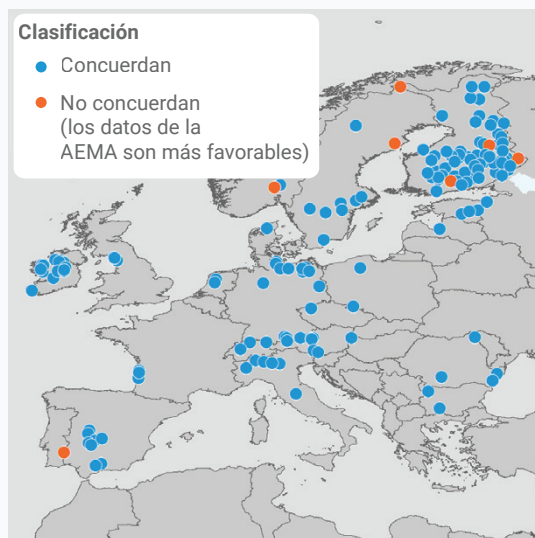 Clasificación
Concuerdan
No concuerdan
(los datos de la
AEMA son más favorables)